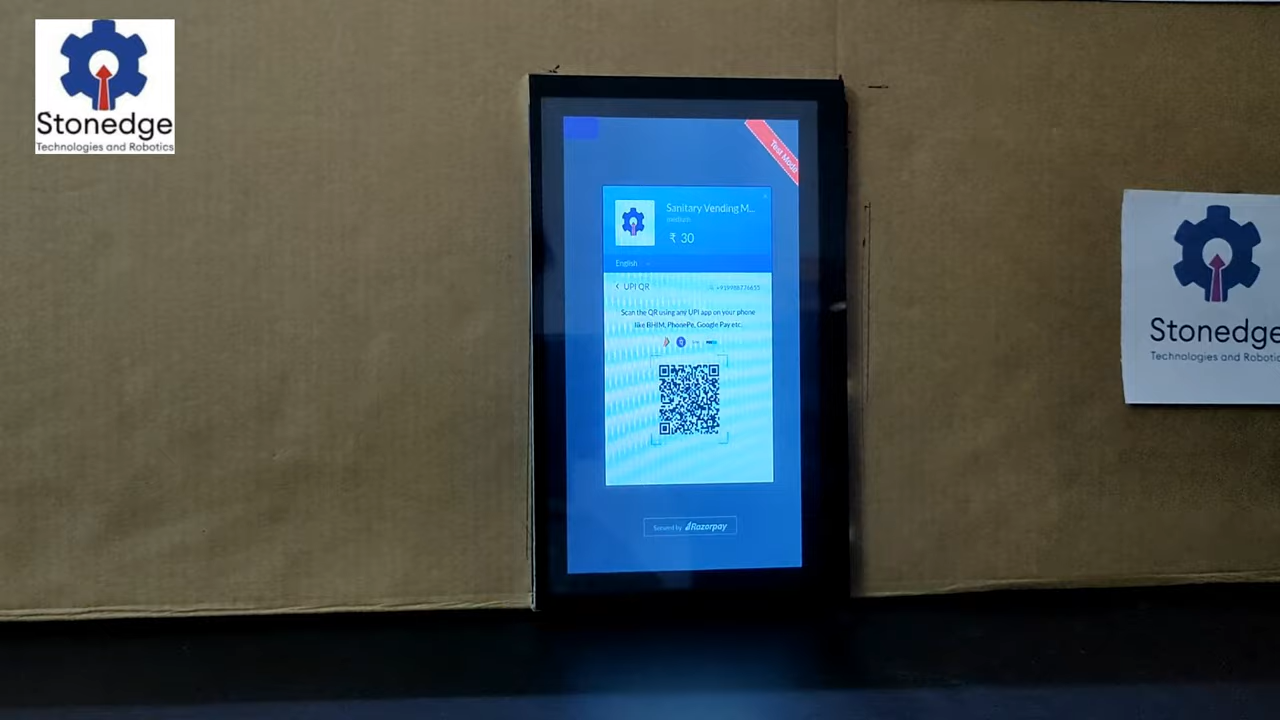 Stonedge
Technologies and Robotics
Test Mode
Sanitary Vending M...
₹ 30
English
UPI QR
Scan the QR using any UPI app on your phone
like BHIM, PhonePe, Google Pay etc.
Secured by Razorpay
Stonedge
Technologies and Robotic